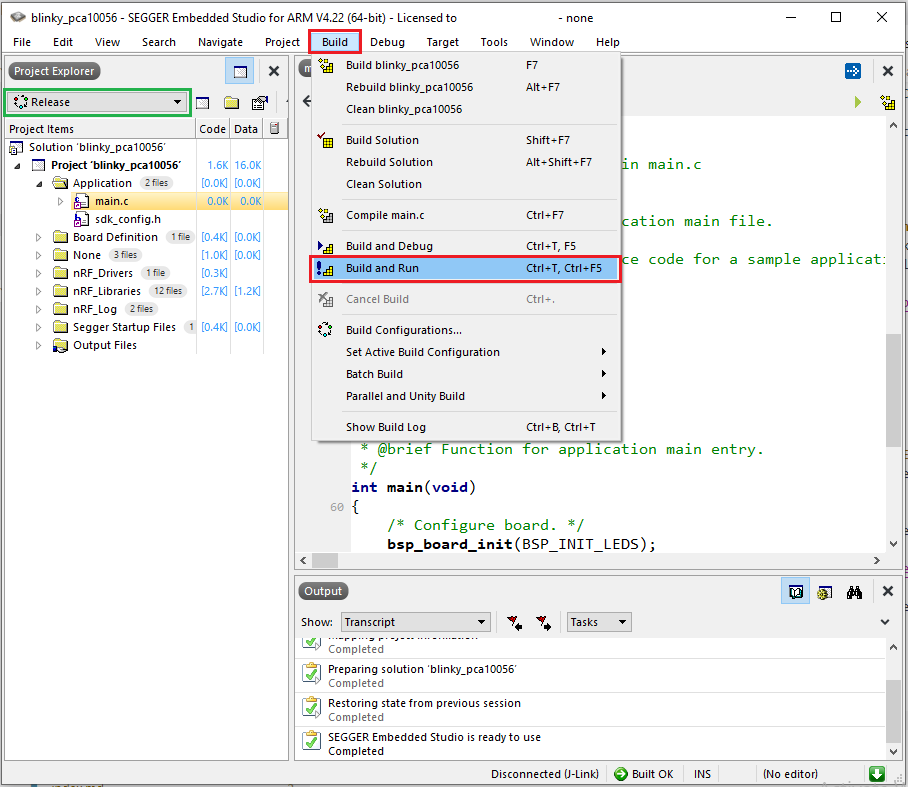 blinky_pca10056 - SEGGER Embedded Studio for ARM V4.22 (64-bit) - Licensed to - none
File Edit View Search Navigate Project Build Debug Target Tools Window Help
Project Explorer
Release
Project Items Code Data
Solution 'blinky_pca10056'
Project 'blinky_pca10056' 1.6K 16.0K
Application 2 files [0.0K] [0.0K]
main.c 0.0K 0.0K
sdk_config.h
Board Definition 1 file [0.4K] [0.0K]
None 3 files [1.0K] [0.0K]
nRF_Drivers 1 file [0.3K]
nRF_Libraries 12 files [2.7K] [1.2K]
nRF_Log 2 files
Segger Startup Files 1 [0.4K] [0.0K]
Output Files
Build blinky_pca10056 F7
Rebuild blinky_pca10056 Alt+F7
Clean blinky_pca10056
Build Solution Shift+F7
Rebuild Solution Alt+Shift+F7
Clean Solution
Compile main.c Ctrl+F7
Build and Debug Ctrl+T, F5
Build and Run Ctrl+T, Ctrl+F5
Cancel Build Ctrl+.
Build Configurations...
Set Active Build Configuration
Batch Build
Parallel and Unity Build
Show Build Log Ctrl+B, Ctrl+T
in main.c
cation main file.
ce code for a sample applicati
* @brief Function for application main entry.
*/
int main(void)
60 {
/* Configure board. */
bsp_board_init(BSP_INIT_LEDS);
Output
Show: Transcript Tasks
Mapping project information
Completed
Preparing solution 'blinky_pca10056'
Completed
Restoring state from previous session
Completed
SEGGER Embedded Studio is ready to use
Completed
Disconnected (J-Link) Built OK INS (No editor)